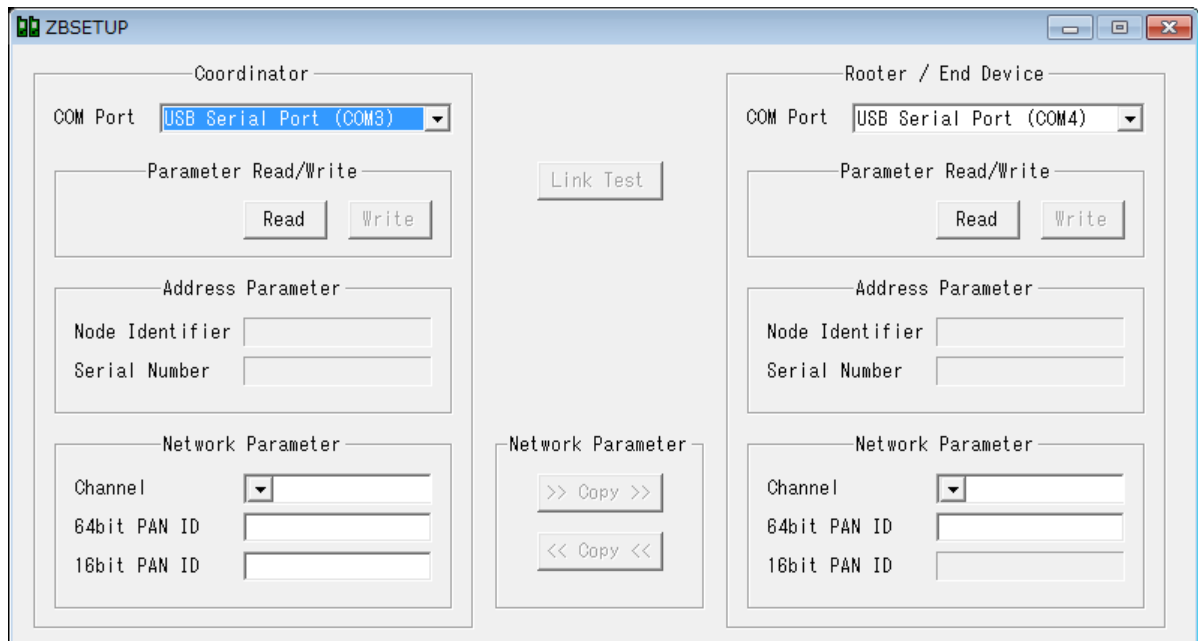 ZBSETUP
Coordinator
COM Port USB Serial Port (COM3)
Parameter Read/Write
Read Write
Address Parameter
Node Identifier
Serial Number
Network Parameter
Channel
64bit PAN ID
16bit PAN ID
Link Test
Network Parameter
>> Copy >>
<< Copy <<
Rooter / End Device
COM Port USB Serial Port (COM4)
Parameter Read/Write
Read Write
Address Parameter
Node Identifier
Serial Number
Network Parameter
Channel
64bit PAN ID
16bit PAN ID